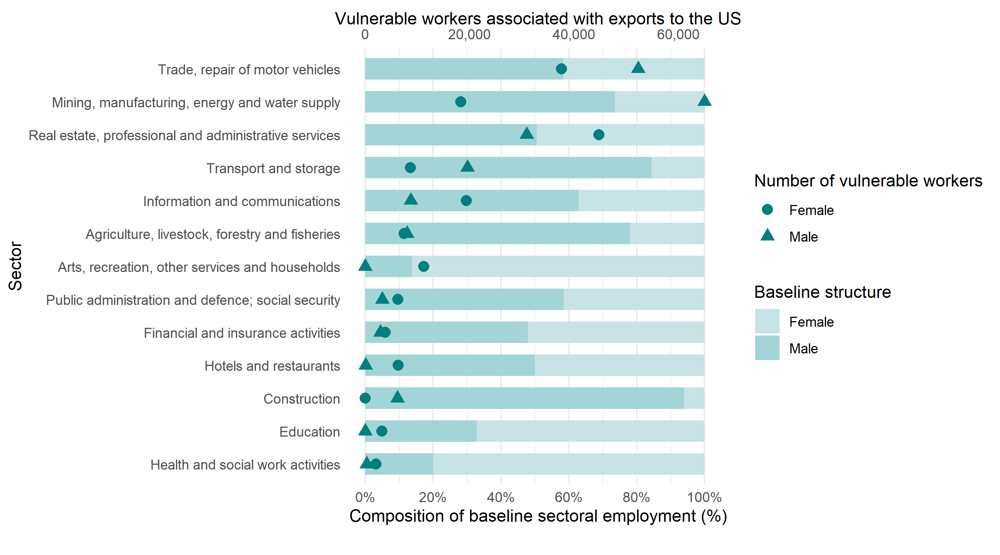 Vulnerable workers associated with exports to the US
0 20,000 40,000 60,000
Trade, repair of motor vehicles
Mining, manufacturing, energy and water supply
Real estate, professional and administrative services
Transport and storage
Information and communications
Agriculture, livestock, forestry and fisheries
Arts, recreation, other services and households
Public administration and defence; social security
Financial and insurance activities
Hotels and restaurants
Construction
Education
Health and social work activities
Sector
0% 20% 40% 60% 80% 100%
Composition of baseline sectoral employment (%)
Number of vulnerable workers
Female
Male
Baseline structure
Female
Male